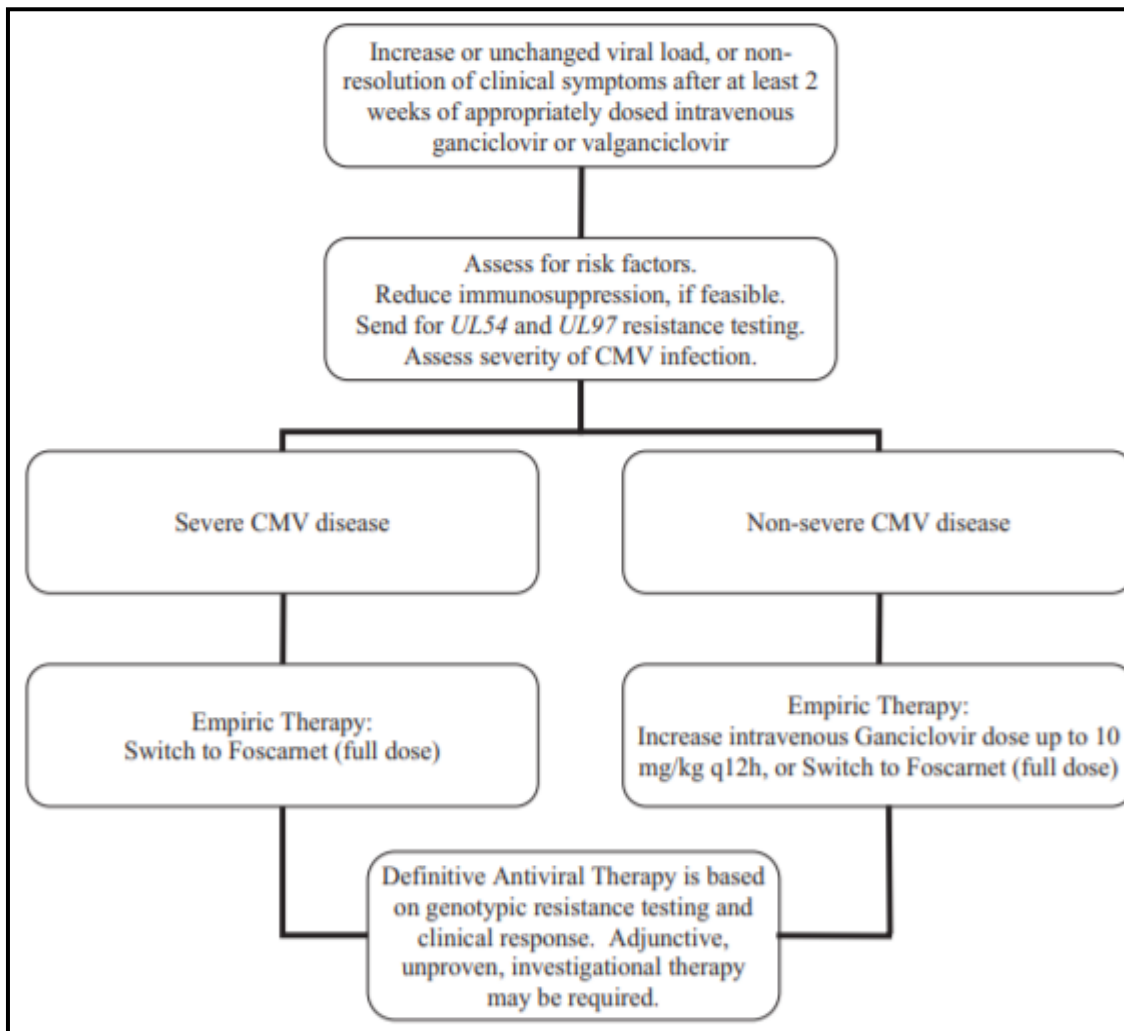 Increase or unchanged viral load, or non-
resolution of clinical symptoms after at least 2
weeks of appropriately dosed intravenous
ganciclovir or valganciclovir
Assess for risk factors.
Reduce immunosuppression, if feasible.
Send for UL54 and UL97 resistance testing.
Assess severity of CMV infection.
Severe CMV disease
Non-severe CMV disease
Empiric Therapy:
Switch to Foscarnet (full dose)
Empiric Therapy:
Increase intravenous Ganciclovir dose up to 10
mg/kg q12h, or Switch to Foscarnet (full dose)
Definitive Antiviral Therapy is based
on genotypic resistance testing and
clinical response. Adjunctive,
unproven, investigational therapy
may be required.